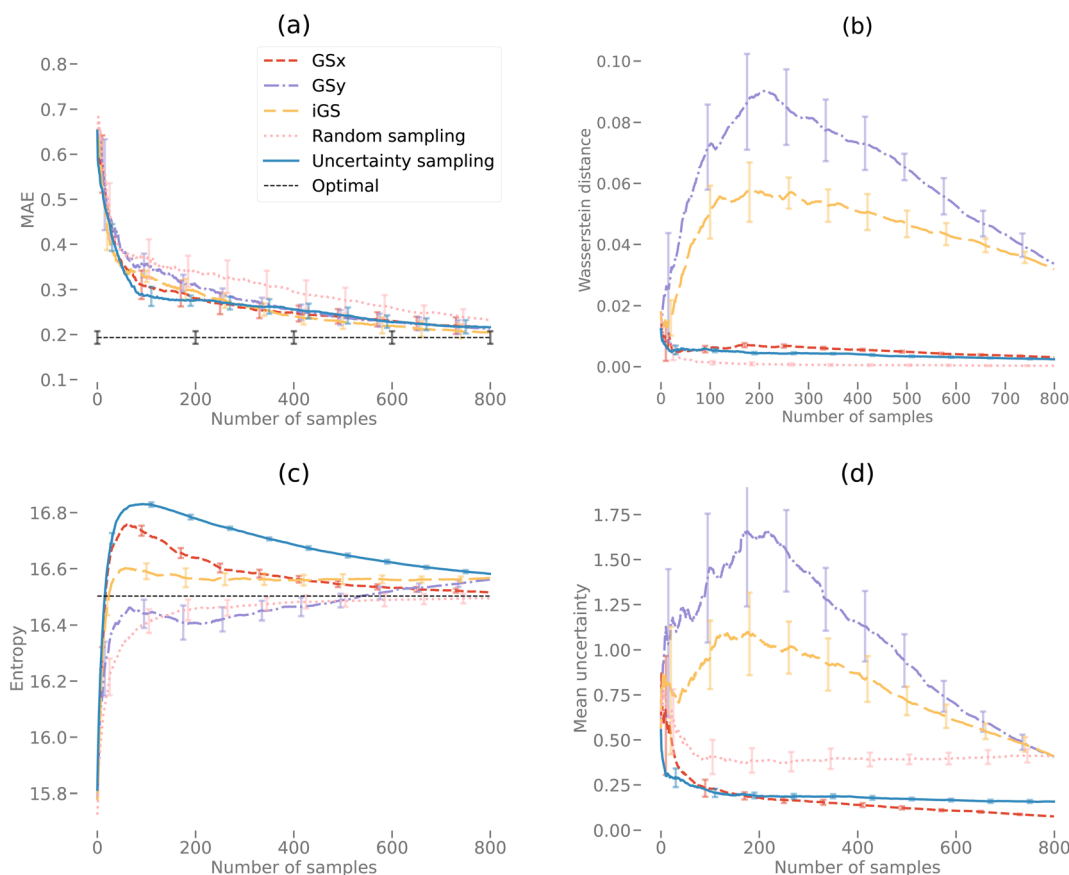 (a)
MAE
0.8
0.7
0.6
0.5
0.4
0.3
0.2
0.1
GSx
GSy
iGS
Random sampling
Uncertainty sampling
Optimal
0 200 400 600 800
Number of samples
(b)
Wasserstein distance
0.10
0.08
0.06
0.04
0.02
0.00
0 100 200 300 400 500 600 700 800
Number of samples
(c)
Entropy
16.8
16.6
16.4
16.2
16.0
15.8
0 200 400 600 800
Number of samples
(d)
Mean uncertainty
1.75
1.50
1.25
1.00
0.75
0.50
0.25
0.00
0 200 400 600 800
Number of samples